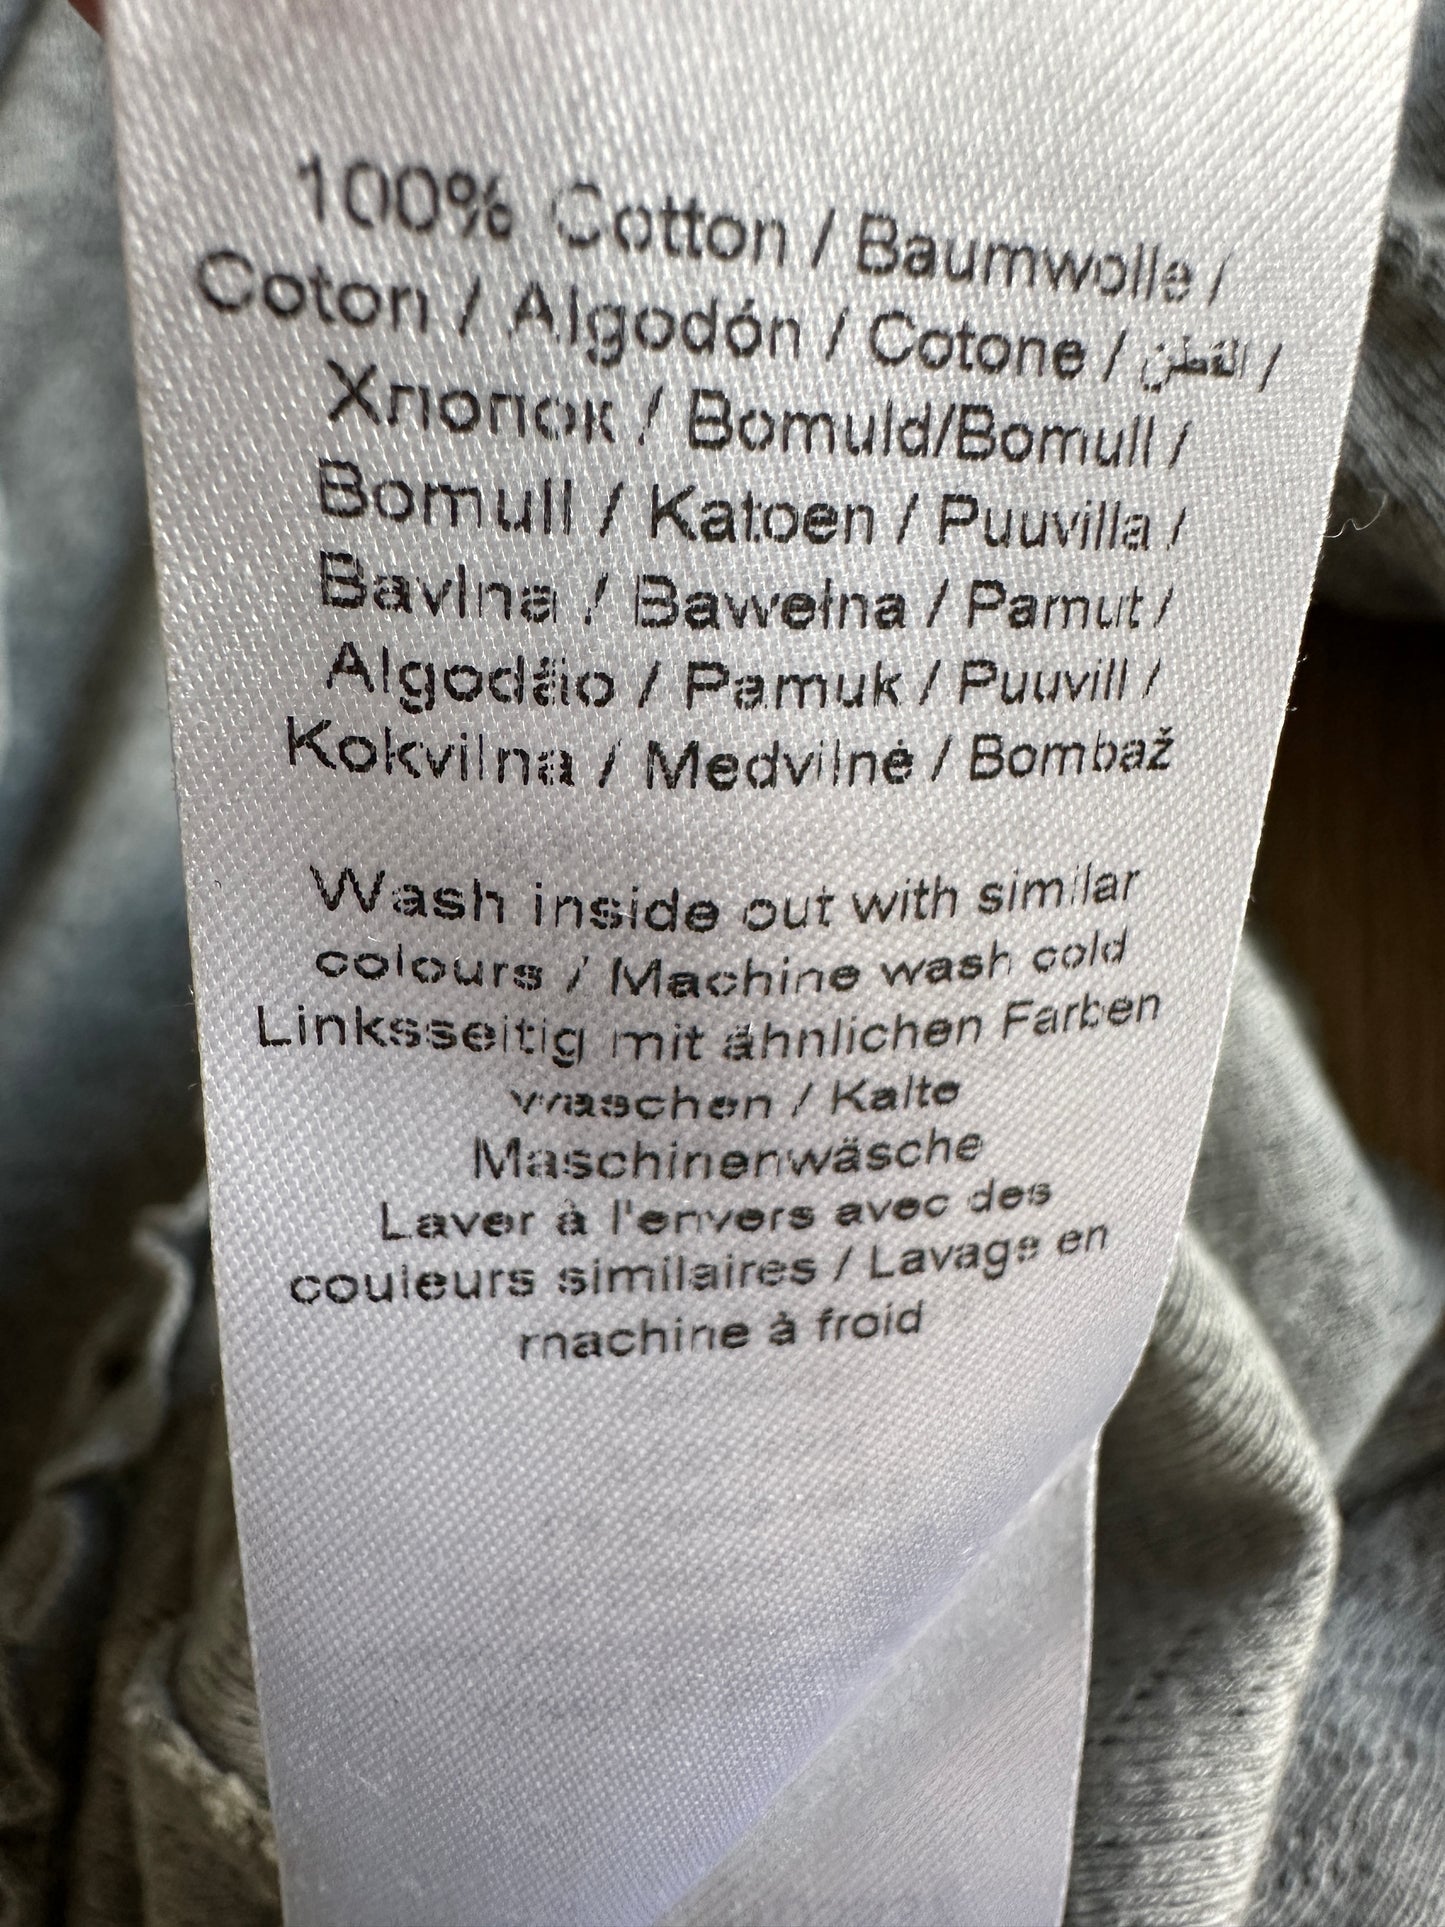 100% Cotton / Baumwolle /
Coton / Algodón / Cotone / القطن /
Хлопок / Bomuld/Bomull /
Bomull / Katoen / Puuvilla /
Bavlna / Bawełna / Pamut /
Algodão / Pamuk / Puuvill /
Kokvilna / Medvilnė / Bombaž
Wash inside out with similar
colours / Machine wash cold
Linksseitig mit ähnlichen Farben
waschen / Kalte
Maschinenwäsche
Laver à l'envers avec des
couleurs similaires / Lavage en
machine à froid